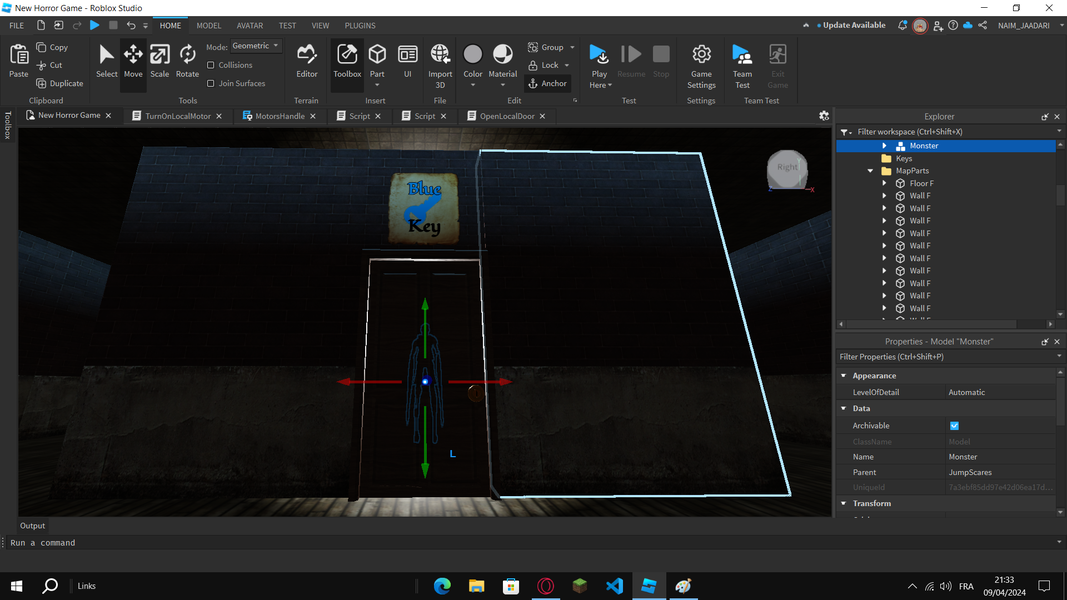 New Horror Game - Roblox Studio
FILE HOME MODEL AVATAR TEST VIEW PLUGINS Update Available NAIM_JAADARI
Paste Copy Cut Duplicate Clipboard
Select Move Scale Rotate Mode: Geometric Collisions Join Surfaces Tools
Editor Terrain
Toolbox Part UI Insert
Import 3D File
Color Material Group Lock Anchor Edit
Play Here Resume Stop Test
Game Settings Settings
Team Test Exit Game Team Test
Toolbox
New Horror Game TurnOnLocalMotor MotorsHandle Script Script OpenLocalDoor
Blue
Key
Right
X
L
Explorer
Filter workspace (Ctrl+Shift+X)
Monster
Keys
MapParts
Floor F
Wall F
Wall F
Wall F
Wall F
Wall F
Wall F
Wall F
Wall F
Wall F
Wall F
Properties - Model "Monster"
Filter Properties (Ctrl+Shift+P)
Appearance
LevelOfDetail Automatic
Data
Archivable
ClassName Model
Name Monster
Parent JumpScares
UniqueId
Transform
Output
Run a command
Links FRA 21:33
09/04/2024